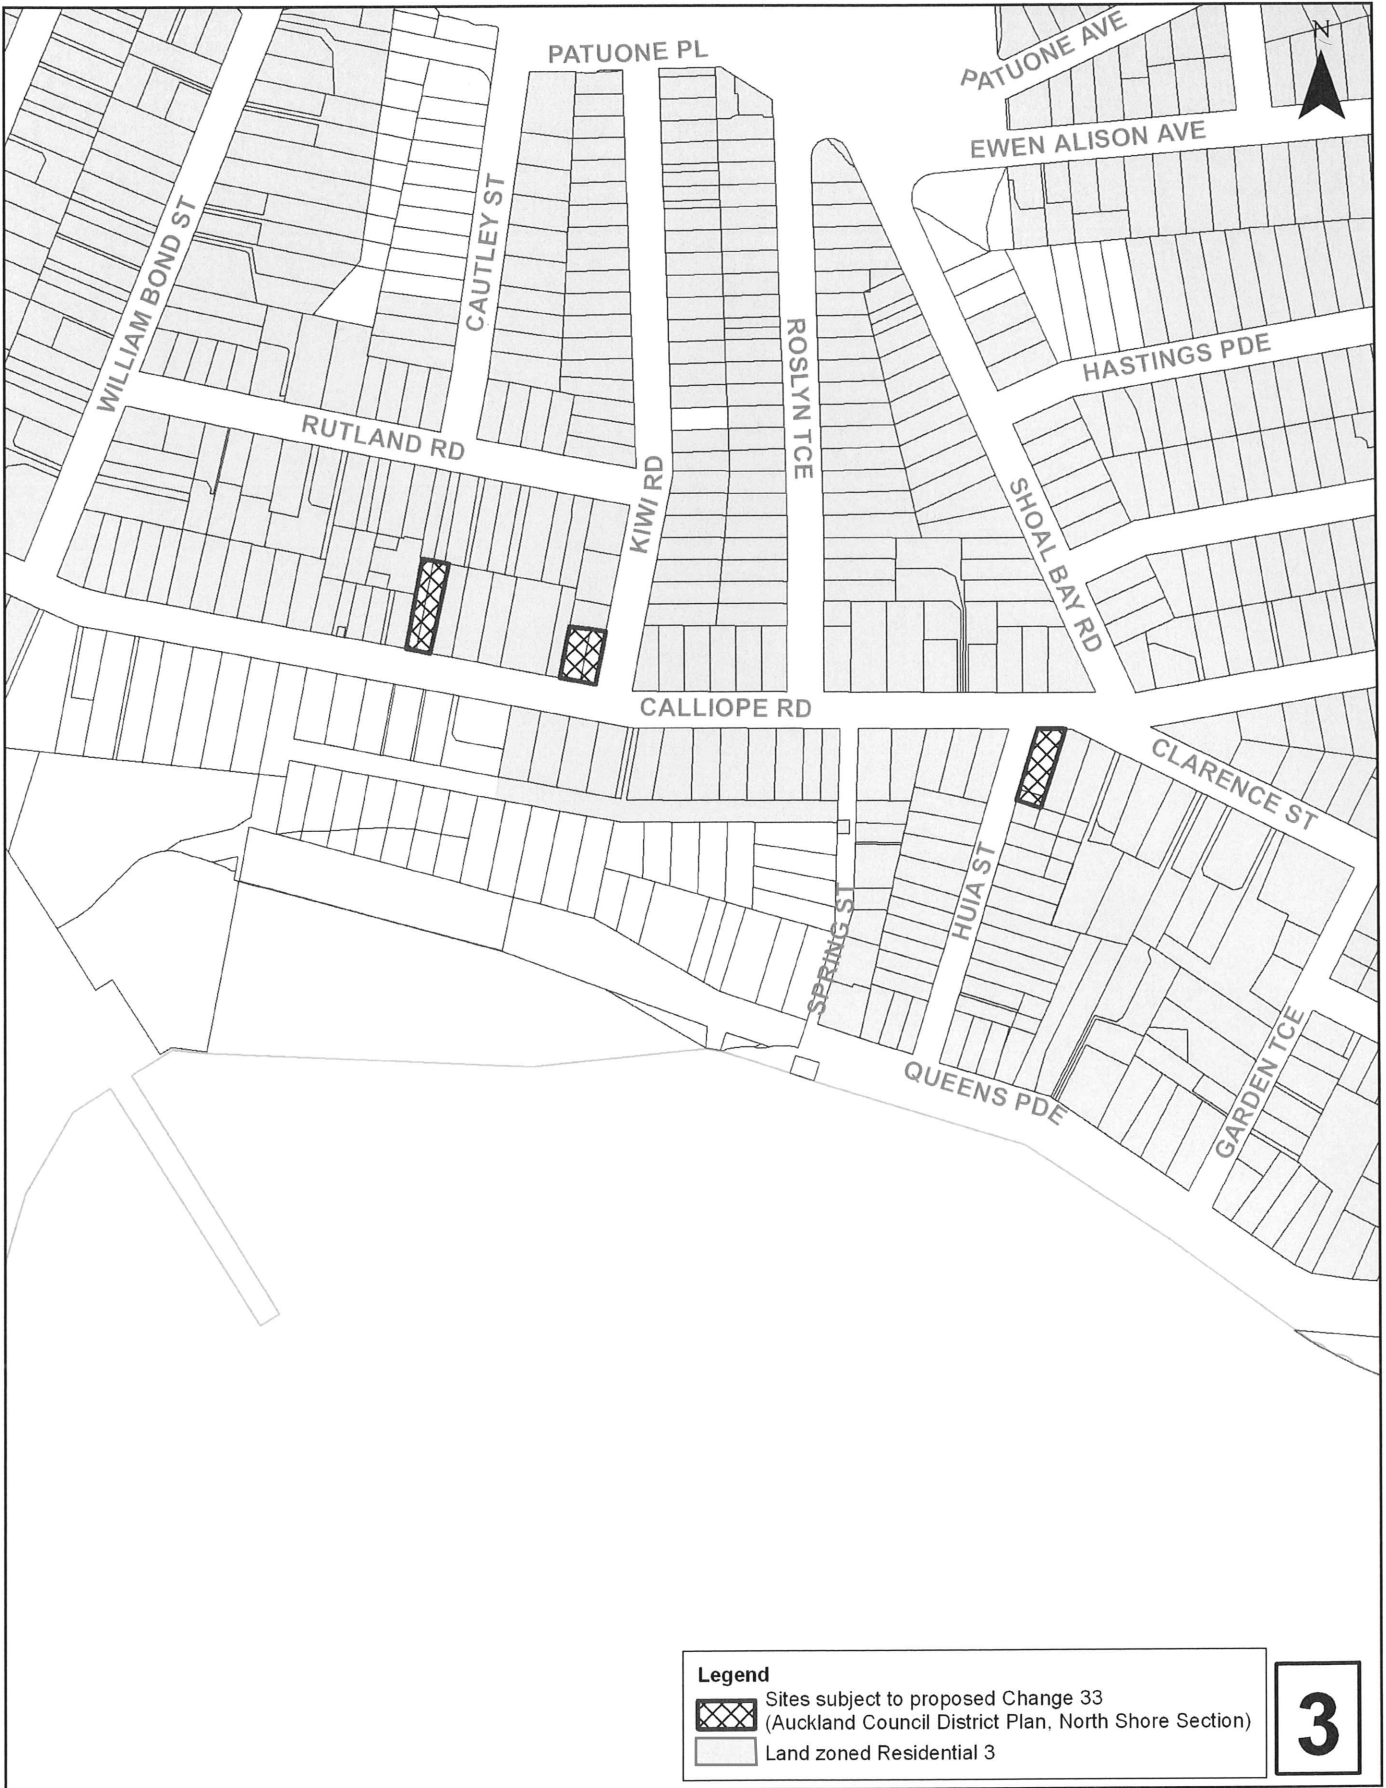 PATUONE PL
PATUONE AVE
N
EWEN ALISON AVE
WILLIAM BOND ST
CAUTLEY ST
ROSLYN TCE
HASTINGS PDE
RUTLAND RD
KIWI RD
SHOAL BAY RD
CALLIOPE RD
CLARENCE ST
HUIA ST
SPRING ST
QUEENS PDE
GARDEN TCE
Legend
Sites subject to proposed Change 33
(Auckland Council District Plan, North Shore Section)
Land zoned Residential 3
3